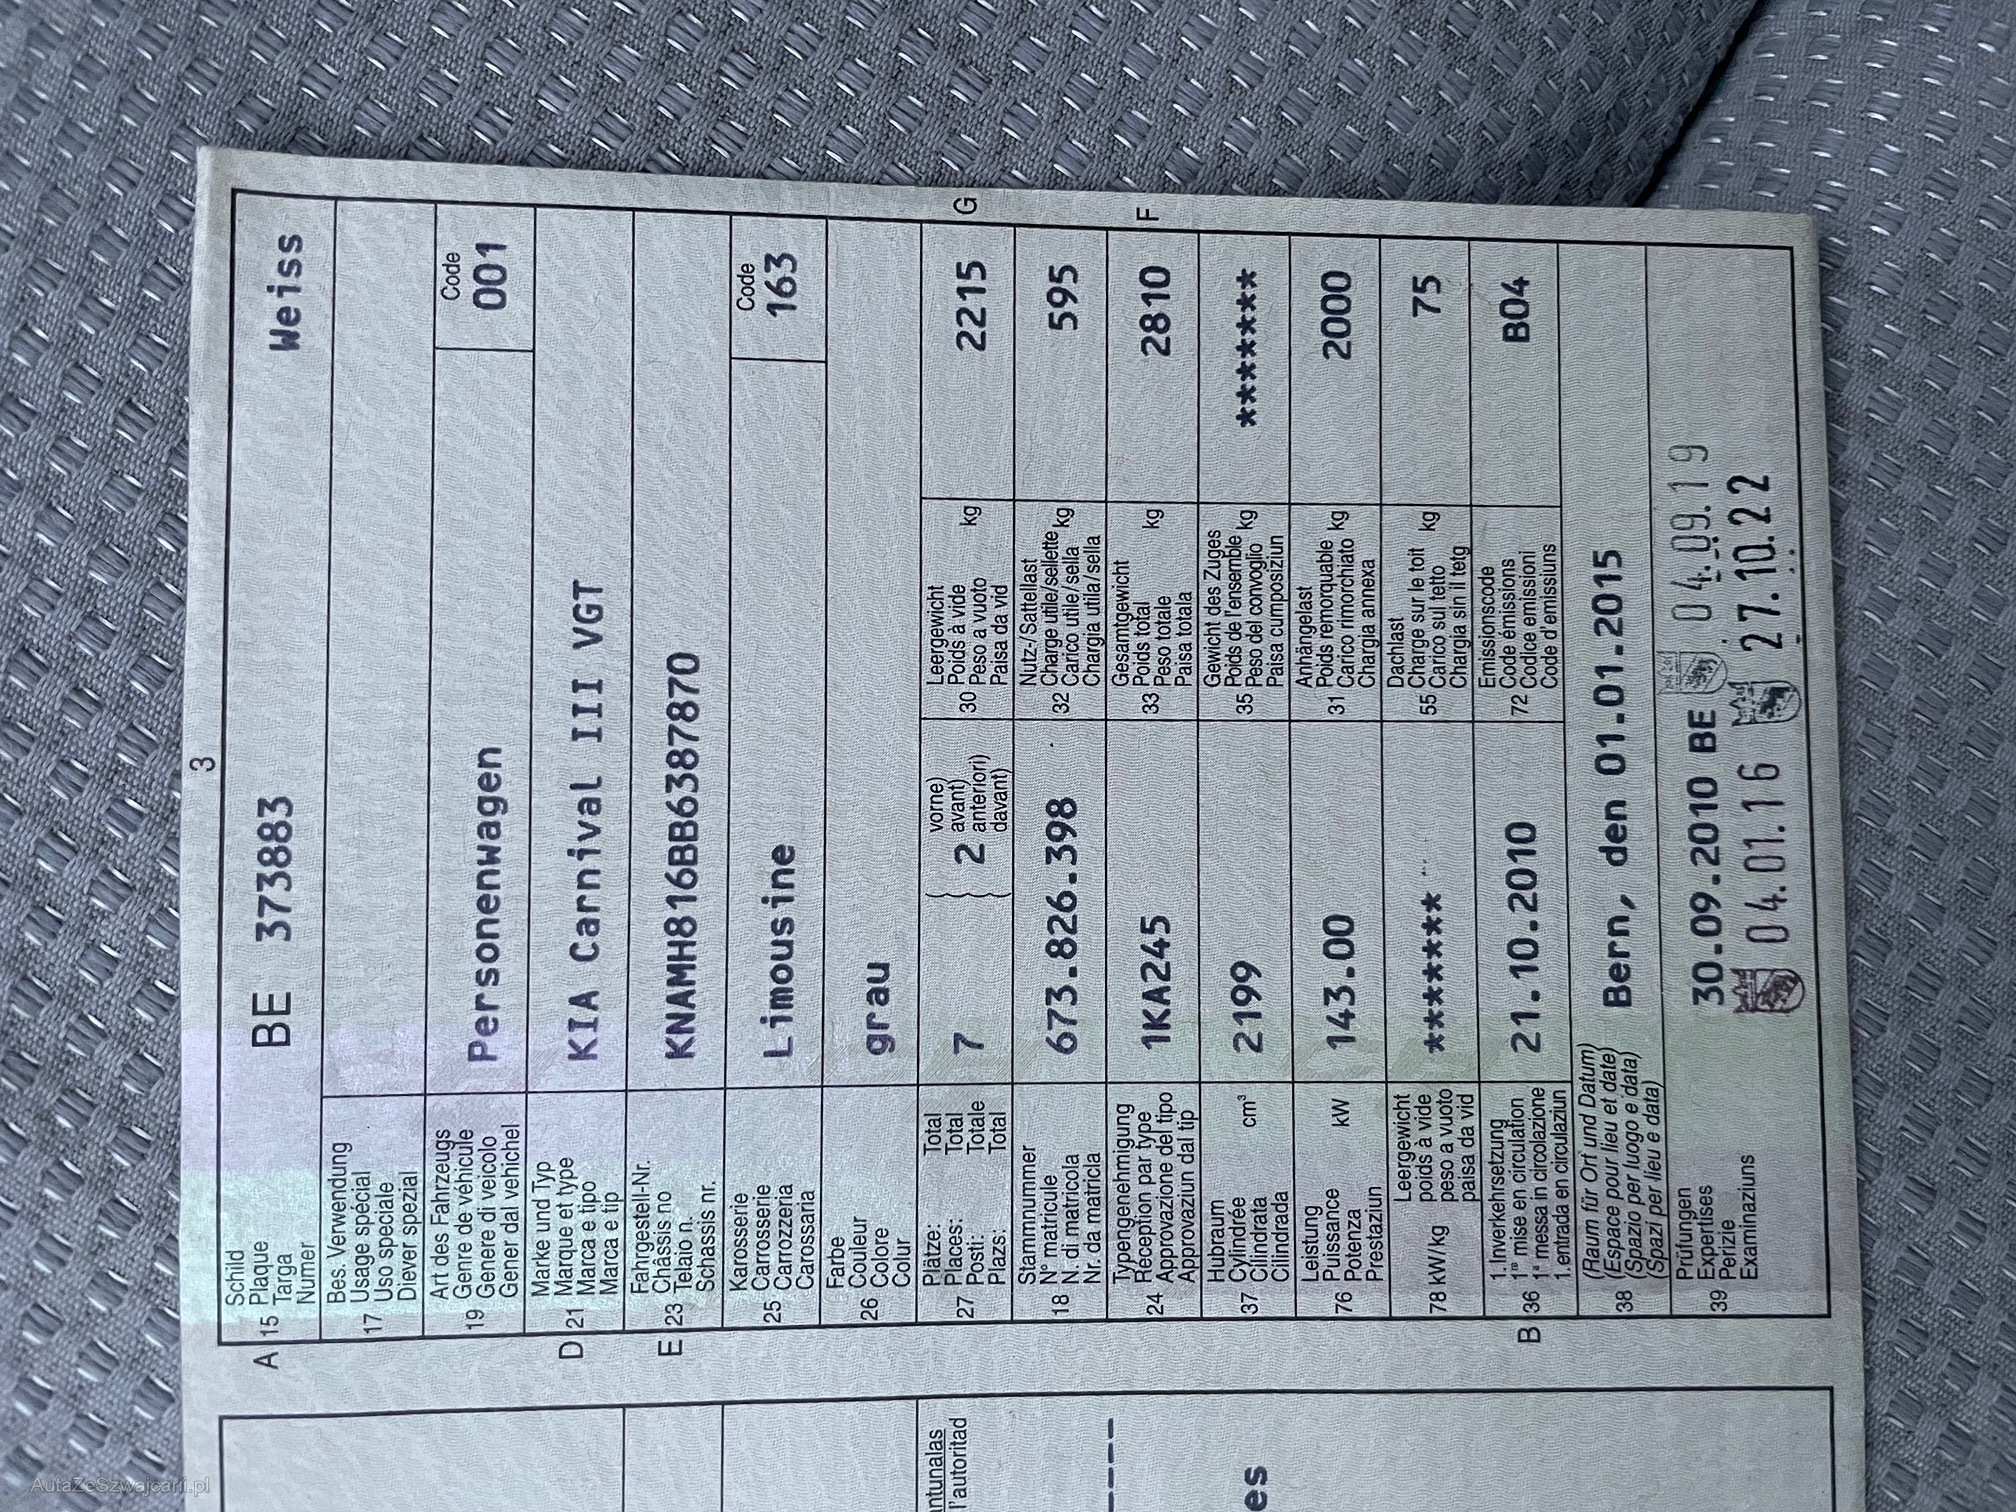 3
A
15
Schild
Plaque
Targa
Numer
BE 373883
Weiss
17
Bes. Verwendung
Usage spécial
Uso speciale
Diever spezial
19
Art des Fahrzeugs
Genre de véhicule
Genere di veicolo
Gener dal vehichel
Personenwagen
Code
001
D
21
Marke und Typ
Marque et type
Marca e tipo
Marca e tip
KIA Carnival III VGT
E
23
Fahrgestell-Nr.
Châssis no
Telaio n.
Schassis nr.
KNAMH816BB6387870
25
Karosserie
Carrosserie
Carrozzeria
Carossaria
Limousine
Code
163
26
Farbe
Couleur
Colore
Colur
grau
27
Plätze: Total
Places: Total
Posti: Totale
Plazs: Total
7
2
vorne)
avant)
anteriori)
davant)
30
Leergewicht
Poids à vide
Peso a vuoto kg
Paisa da vid
2215
G
18
Stammnummer
N° matricule
N. di matricola
Nr. da matricla
673.826.398
32
Nutz-/Sattellast
Charge utile/sellette kg
Carico utile/sella
Chargia utila/sella
595
24
Typengenehmigung
Réception par type
Approvazione del tipo
Approvaziun dal tip
1KA245
33
Gesamtgewicht
Poids total kg
Peso totale
Paisa totala
2810
F
37
Hubraum
Cylindrée cm³
Cilindrata
Cilindrada
2199
35
Gewicht des Zuges
Poids de l'ensemble kg
Peso del convoglio
Paisa cumposiziun
*******
76
Leistung
Puissance kW
Potenza
Prestaziun
143.00
31
Anhängelast
Poids remorquable kg
Carico rimorchiato
Chargia annexa
2000
78 kW/kg
Leergewicht
poids à vide
peso a vuoto
paisa da vid
*******
55
Dachlast
Charge sur le toit kg
Carico sul tetto
Chargia sin il tetg
75
B
36
1.Inverkehrsetzung
1re mise en circulation
1a messa in circolazione
1.entrada en circulaziun
21.10.2010
72
Emissionscode
Code émissions
Codice emissioni
Code d'emissiuns
B04
38
(Raum für Ort und Datum)
(Espace pour lieu et date)
(Spazio per luogo e data)
(Spazi per lieu e data)
Bern, den 01.01.2015
39
Prüfungen
Expertises
Perizie
Examinaziuns
30.09.2010 BE
04.09.19
04.01.16
27.10.22
antunalas
l'autoritad
----
es
AutaZeSzwajcarii.pl